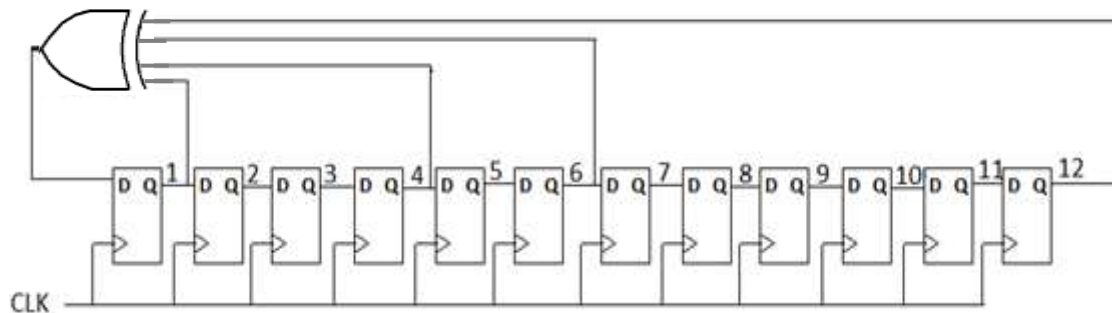 1 2 3 4 5 6 7 8 9 10 11 12
D Q D Q D Q D Q D Q D Q D Q D Q D Q D Q D Q D Q
CLK